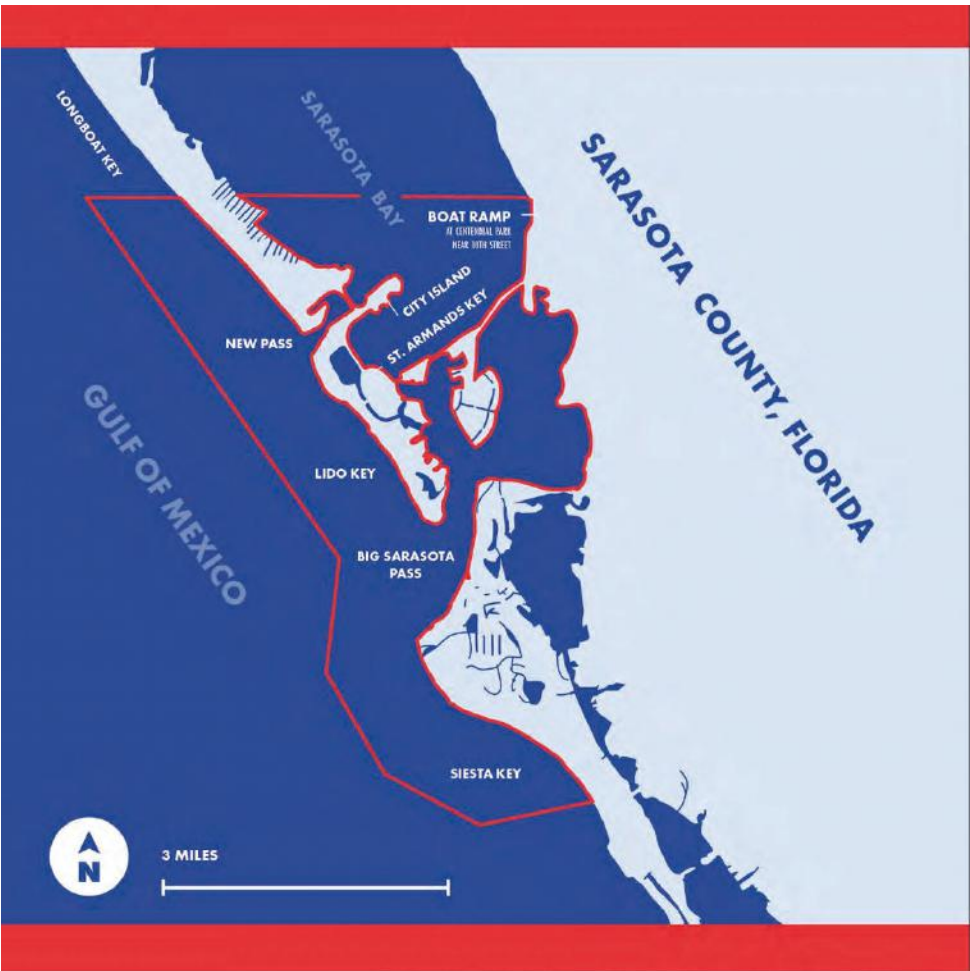 LONGBOAT KEY
SARASOTA BAY
BOAT RAMP
AT CENTENNIAL PARK
NEAR 10TH STREET
SARASOTA COUNTY, FLORIDA
CITY ISLAND
ST. ARMANDS KEY
NEW PASS
GULF OF MEXICO
LIDO KEY
BIG SARASOTA
PASS
SIESTA KEY
N
3 MILES